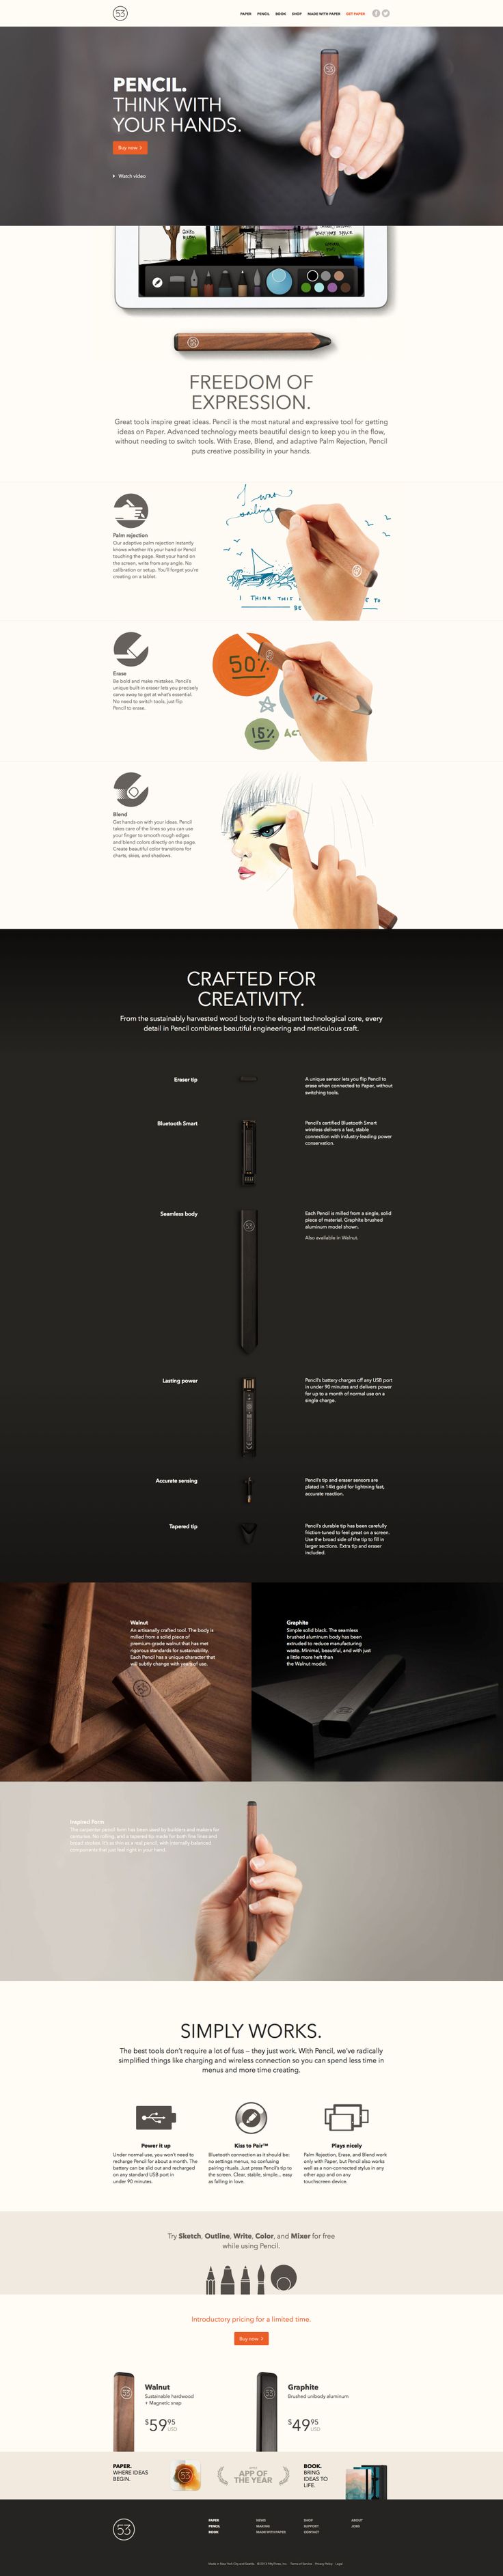 53
PAPER PENCIL BOOK SHOP MADE WITH PAPER GET PAPER
PENCIL.
THINK WITH
YOUR HANDS.
Buy now >
Watch video
FREEDOM OF
EXPRESSION.
Great tools inspire great ideas. Pencil is the most natural and expressive tool for getting
ideas on Paper. Advanced technology meets beautiful design to keep you in the flow,
without needing to switch tools. With Erase, Blend, and adaptive Palm Rejection, Pencil
puts creative possibility in your hands.
I was
sailing
Palm rejection
Our adaptive palm rejection instantly
knows whether it's your hand or Pencil
touching the page. Rest your hand on
the screen, write from any angle. No
calibration or setup. You'll forget you're
creating on a tablet.
I THINK THIS
BE
TO
Erase
Be bold and make mistakes. Pencil's
unique built-in eraser lets you precisely
carve away to get at what's essential.
No need to switch tools, just flip
Pencil to erase.
50%
15%
Blend
Get hands-on with your ideas. Pencil
takes care of the lines so you can use
your finger to smooth rough edges
and blend colors directly on the page.
Create beautiful color transitions for
charts, skies, and shadows.
CRAFTED FOR
CREATIVITY.
From the sustainably harvested wood body to the elegant technological core, every
detail in Pencil combines beautiful engineering and meticulous craft.
Eraser tip
A unique sensor lets you flip Pencil to
erase when connected to Paper, without
switching tools.
Bluetooth Smart
Pencil's certified Bluetooth Smart
wireless delivers a fast, stable
connection with industry-leading power
conservation.
Seamless body
Each Pencil is milled from a single, solid
piece of material. Graphite brushed
aluminum model shown.
Also available in Walnut.
Lasting power
Pencil's battery charges off any USB port
in under 90 minutes and delivers power
for up to a month of normal use on a
single charge.
Accurate sensing
Pencil's tip and eraser sensors are
plated in 14kt gold for lightning fast,
accurate reaction.
Tapered tip
Pencil's durable tip has been carefully
friction-tuned to feel great on a screen.
Use the broad side of the tip to fill in
larger sections. Extra tip and eraser
included.
Walnut
An artisanally crafted tool. The body is
milled from a solid piece of
premium-grade walnut that has met
rigorous standards for sustainability.
Each Pencil has a unique character that
will subtly change with years of use.
Graphite
Simple solid black. The seamless
brushed aluminum body has been
extruded to reduce manufacturing
waste. Minimal, beautiful, and with just
a little more heft than
the Walnut model.
Inspired Form
The carpenter pencil form has been used by builders and makers for
centuries. No rolling, and a tapered tip made for both fine lines and
broad strokes. It's as thin as a real pencil, with internally balanced
components that just feel right in your hand.
SIMPLY WORKS.
The best tools don't require a lot of fuss – they just work. With Pencil, we've radically
simplified things like charging and wireless connection so you can spend less time in
menus and more time creating.
Power it up
Under normal use, you won't need to
recharge Pencil for about a month. The
battery can be slid out and recharged
on any standard USB port in
under 90 minutes.
Kiss to Pair™
Bluetooth connection as it should be:
no settings menus, no confusing
pairing rituals. Just press Pencil's tip to
the screen. Clear, stable, simple... easy
as falling in love.
Plays nicely
Palm Rejection, Erase, and Blend work
only with Paper, but Pencil also works
well as a non-connected stylus in any
other app and on any
touchscreen device.
Try Sketch, Outline, Write, Color, and Mixer for free
while using Pencil.
Introductory pricing for a limited time.
Buy now >
53
Walnut
Sustainable hardwood
+ Magnetic snap
$59 95 USD
53
Graphite
Brushed unibody aluminum
$49 95 USD
PAPER.
WHERE IDEAS
BEGIN.
53
APP OF
THE YEAR
BOOK.
BRING
IDEAS TO
LIFE.
53
PAPER
PENCIL
BOOK
NEWS
MAKING
MADE WITH PAPER
SHOP
SUPPORT
CONTACT
ABOUT
JOBS
Made in New York City and Seattle © 2013 FiftyThree, Inc. Terms of Service Privacy Policy Legal